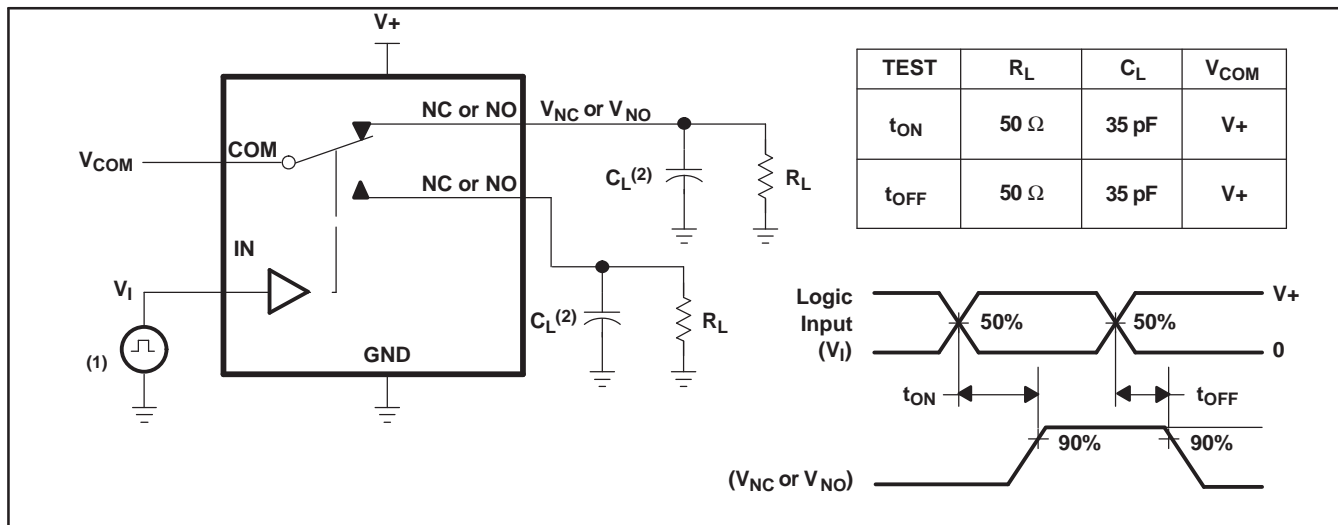 V+
NC or NO
V_NC or V_NO
COM
V_COM
C_L(2)
R_L
NC or NO
IN
V_I
C_L(2)
R_L
(1)
GND
TEST R_L C_L V_COM
t_ON 50 Ω 35 pF V+
t_OFF 50 Ω 35 pF V+
Logic
Input
(V_I)
V+
50%
50%
0
t_ON
t_OFF
90%
90%
(V_NC or V_NO)